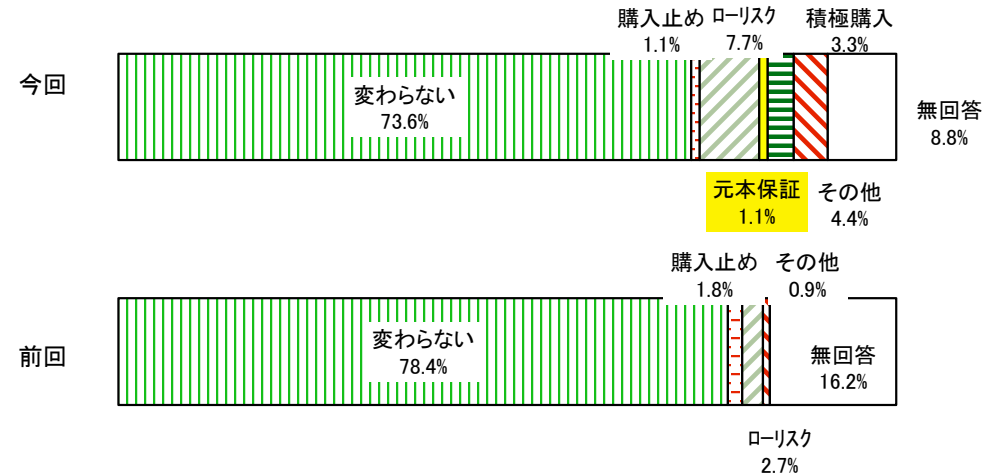 購入止め ローリスク 積極購入
1.1% 7.7% 3.3%
今回
変わらない
73.6%
無回答
8.8%
元本保証 その他
1.1% 4.4%
購入止め その他
1.8% 0.9%
前回
変わらない
78.4%
無回答
16.2%
ローリスク
2.7%